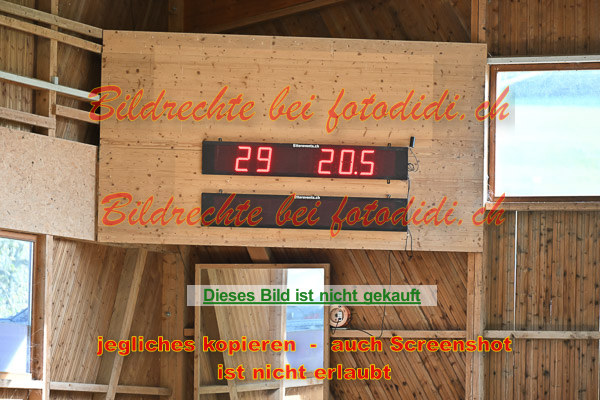 Bildrechte bei fotodidi.ch
29 20.5
Bildrechte bei fotodidi.ch
Dieses Bild ist nicht gekauft
jegliches kopieren - auch Screenshot
ist nicht erlaubt